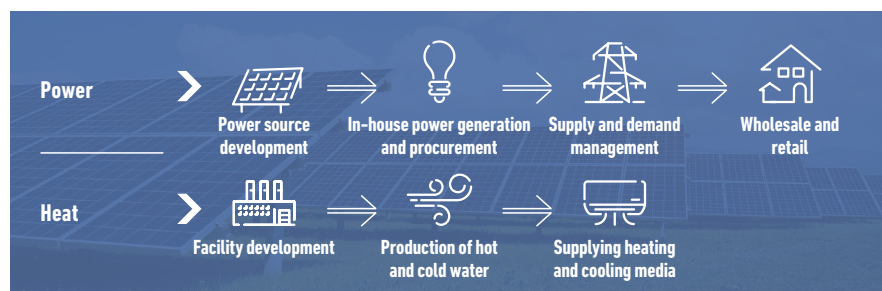 Power
Power source
development
In-house power generation
and procurement
Supply and demand
management
Wholesale and
retail
Heat
Facility development
Production of hot
and cold water
Supplying heating
and cooling media